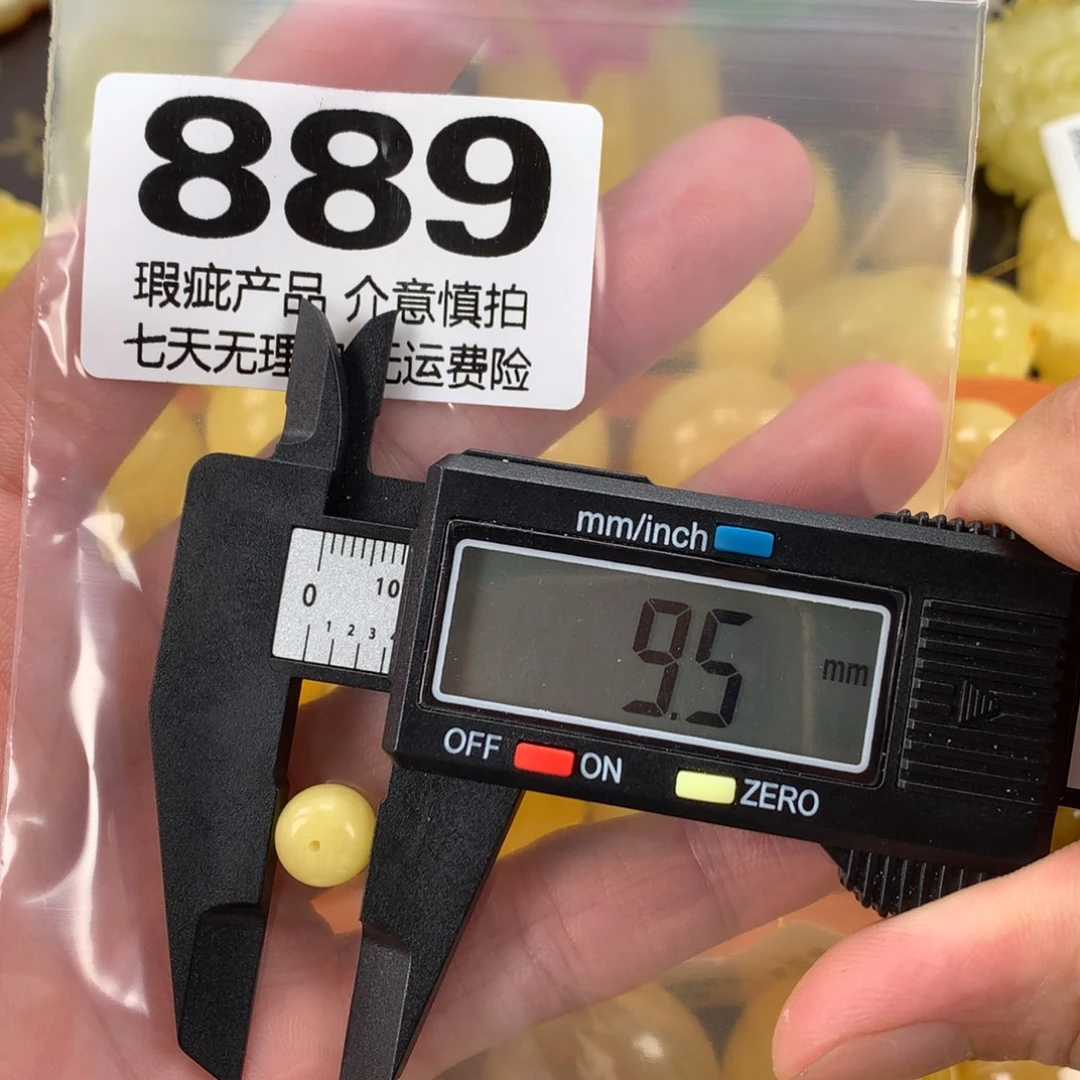 889
瑕疵产品 介意慎拍
七天无理 无运费险
mm/inch
0 10
1 2 3
9.5 mm
OFF ON ZERO